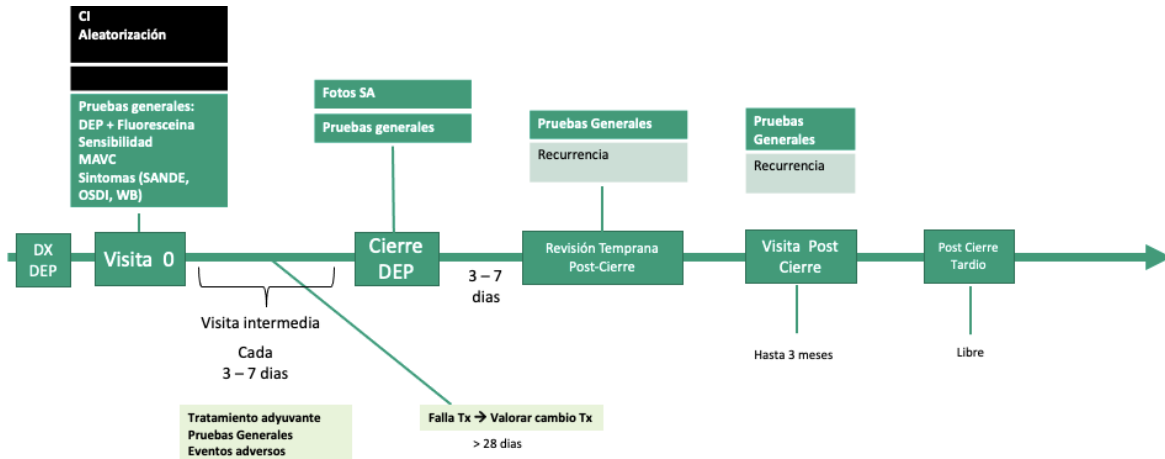 CI
Aleatorización
Pruebas generales:
DEP + Fluoresceina
Sensibilidad
MAVC
Sintomas (SANDE,
OSDI, WB)
Fotos SA
Pruebas generales
Pruebas Generales
Recurrencia
Pruebas
Generales
Recurrencia
DX
DEP
Visita 0
Cierre
DEP
Revisión Temprana
Post-Cierre
Visita Post
Cierre
Post Cierre
Tardio
3 – 7
dias
Visita intermedia
Cada
3 – 7 dias
Hasta 3 meses
Libre
Tratamiento adyuvante
Pruebas Generales
Eventos adversos
Falla Tx → Valorar cambio Tx
> 28 dias